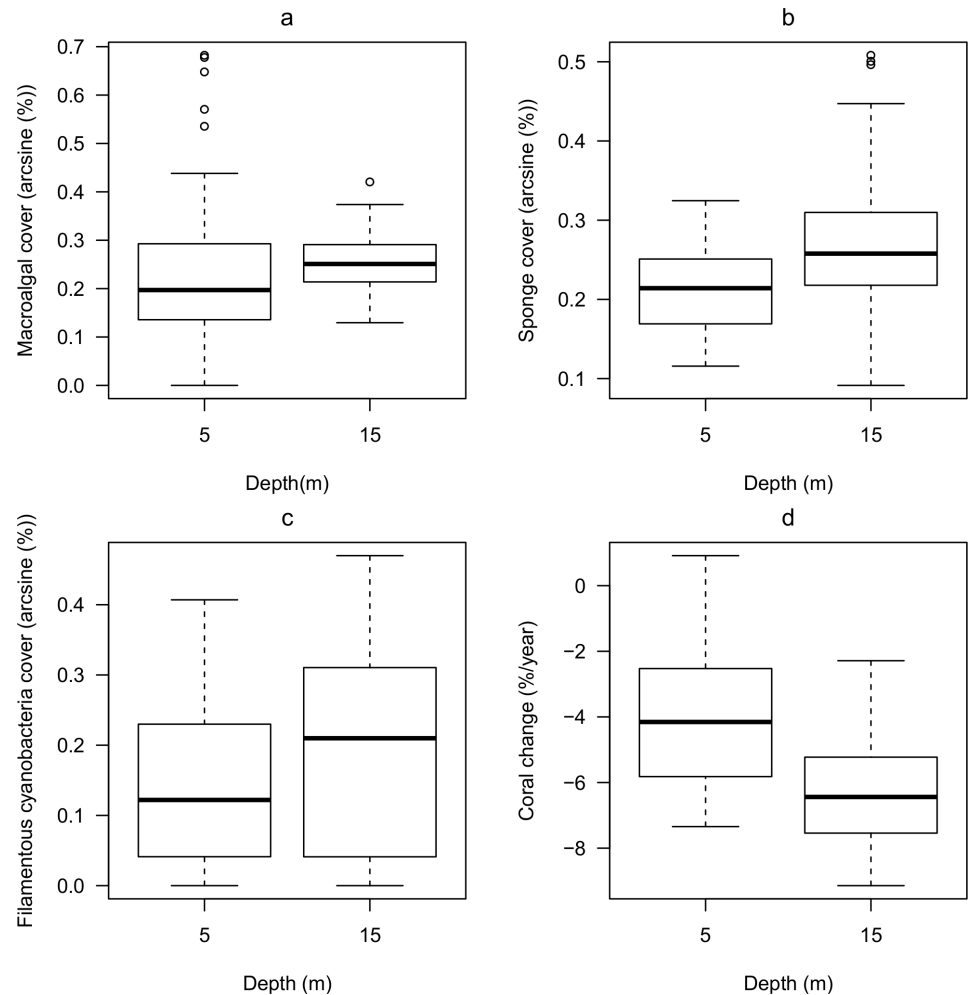 a
Macroalgal cover (arcsine (%))
0.7
0.6
0.5
0.4
0.3
0.2
0.1
0.0
5 15
Depth(m)
b
Sponge cover (arcsine (%))
0.5
0.4
0.3
0.2
0.1
5 15
Depth (m)
c
Filamentous cyanobacteria cover (arcsine (%))
0.4
0.3
0.2
0.1
0.0
5 15
Depth (m)
d
Coral change (%/year)
0
−2
−4
−6
−8
5 15
Depth (m)